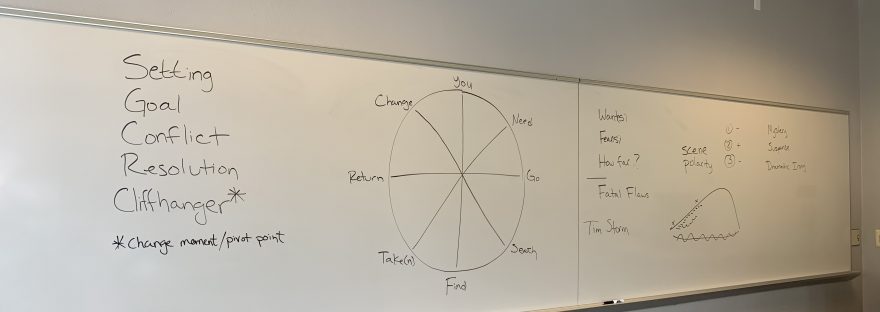 Setting
Goal
Conflict
Resolution
Cliffhanger*
*Change moment/pivot point
You
Need
Go
Search
Find
Take(n)
Return
Change
Wants:
Fears:
How far?
Fatal Flaws
Tim Storm
scene
polarity
① -
② +
③ -
Mystery
Suspense
Dramatic Irony